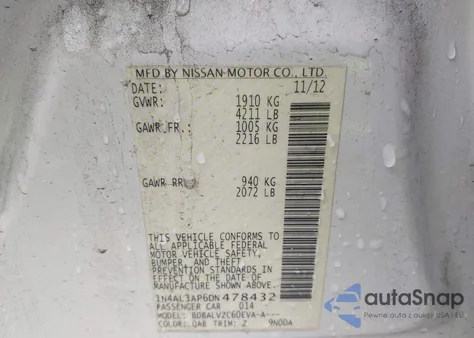 MFD BY NISSAN MOTOR CO., LTD.
DATE: 11/12
GVWR: 1910 KG
4211 LB
GAWR FR: 1005 KG
2216 LB
GAWR RR: 940 KG
2072 LB
THIS VEHICLE CONFORMS TO
ALL APPLICABLE FEDERAL
MOTOR VEHICLE SAFETY,
BUMPER, AND THEFT
PREVENTION STANDARDS IN
EFFECT ON THE DATE OF
MANUFACTURE SHOWN ABOVE.
1N4AL3AP6DN478432
PASSENGER CAR 014
MODEL: BDBALVZC60EVA-A---
COLOR: QAB TRIM: 2 9N00A
autoSnap
Публікація